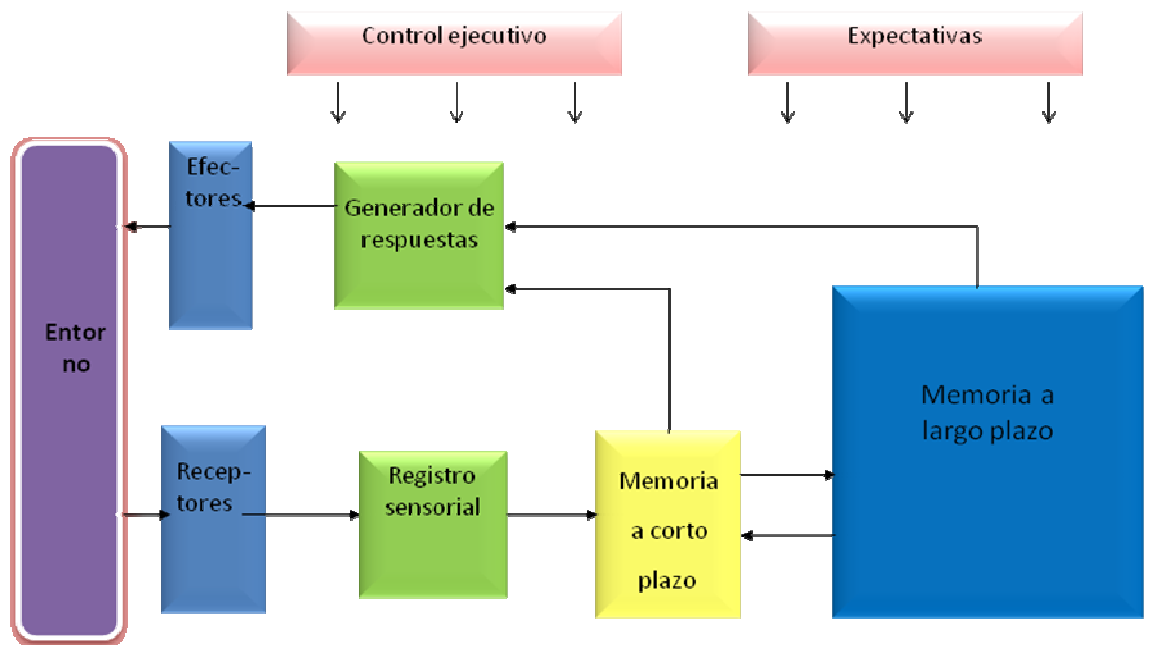 Control ejecutivo
Expectativas
Efec-
tores
Generador de
respuestas
Entor
no
Memoria a
largo plazo
Recep-
tores
Registro
sensorial
Memoria
a corto
plazo